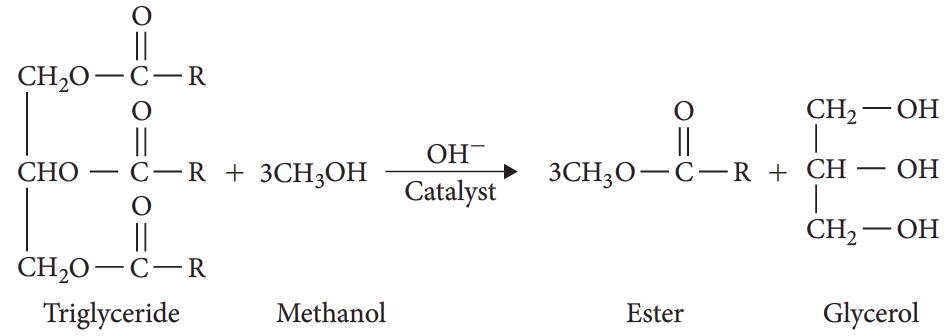 O
CH₂O — C — R
O
CHO — C — R + 3CH₃OH
O
CH₂O — C — R
OH⁻
Catalyst
O
3CH₃O — C — R +
CH₂ — OH
CH — OH
CH₂ — OH
Triglyceride Methanol Ester Glycerol